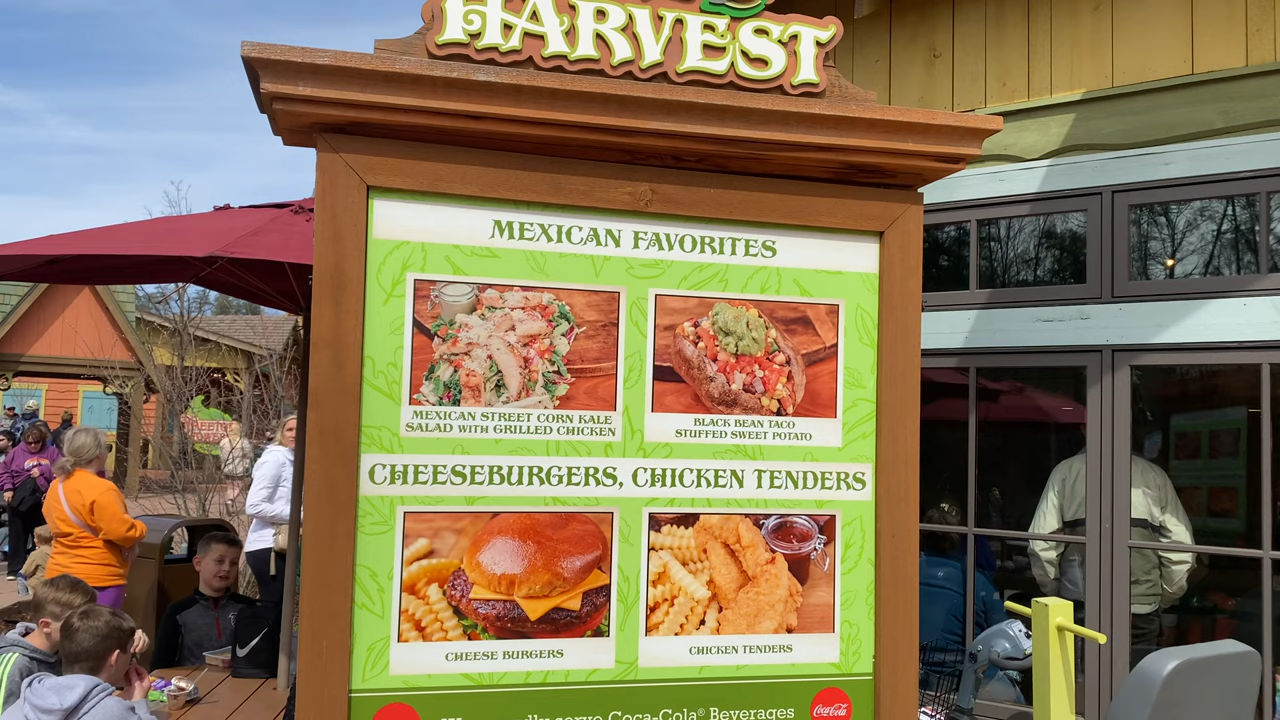 HARVEST
MEXICAN FAVORITES
MEXICAN STREET CORN KALE
SALAD WITH GRILLED CHICKEN
BLACK BEAN TACO
STUFFED SWEET POTATO
CHEESEBURGERS, CHICKEN TENDERS
CHEESE BURGERS
CHICKEN TENDERS
Coca-Cola® Beverages
Coca-Cola